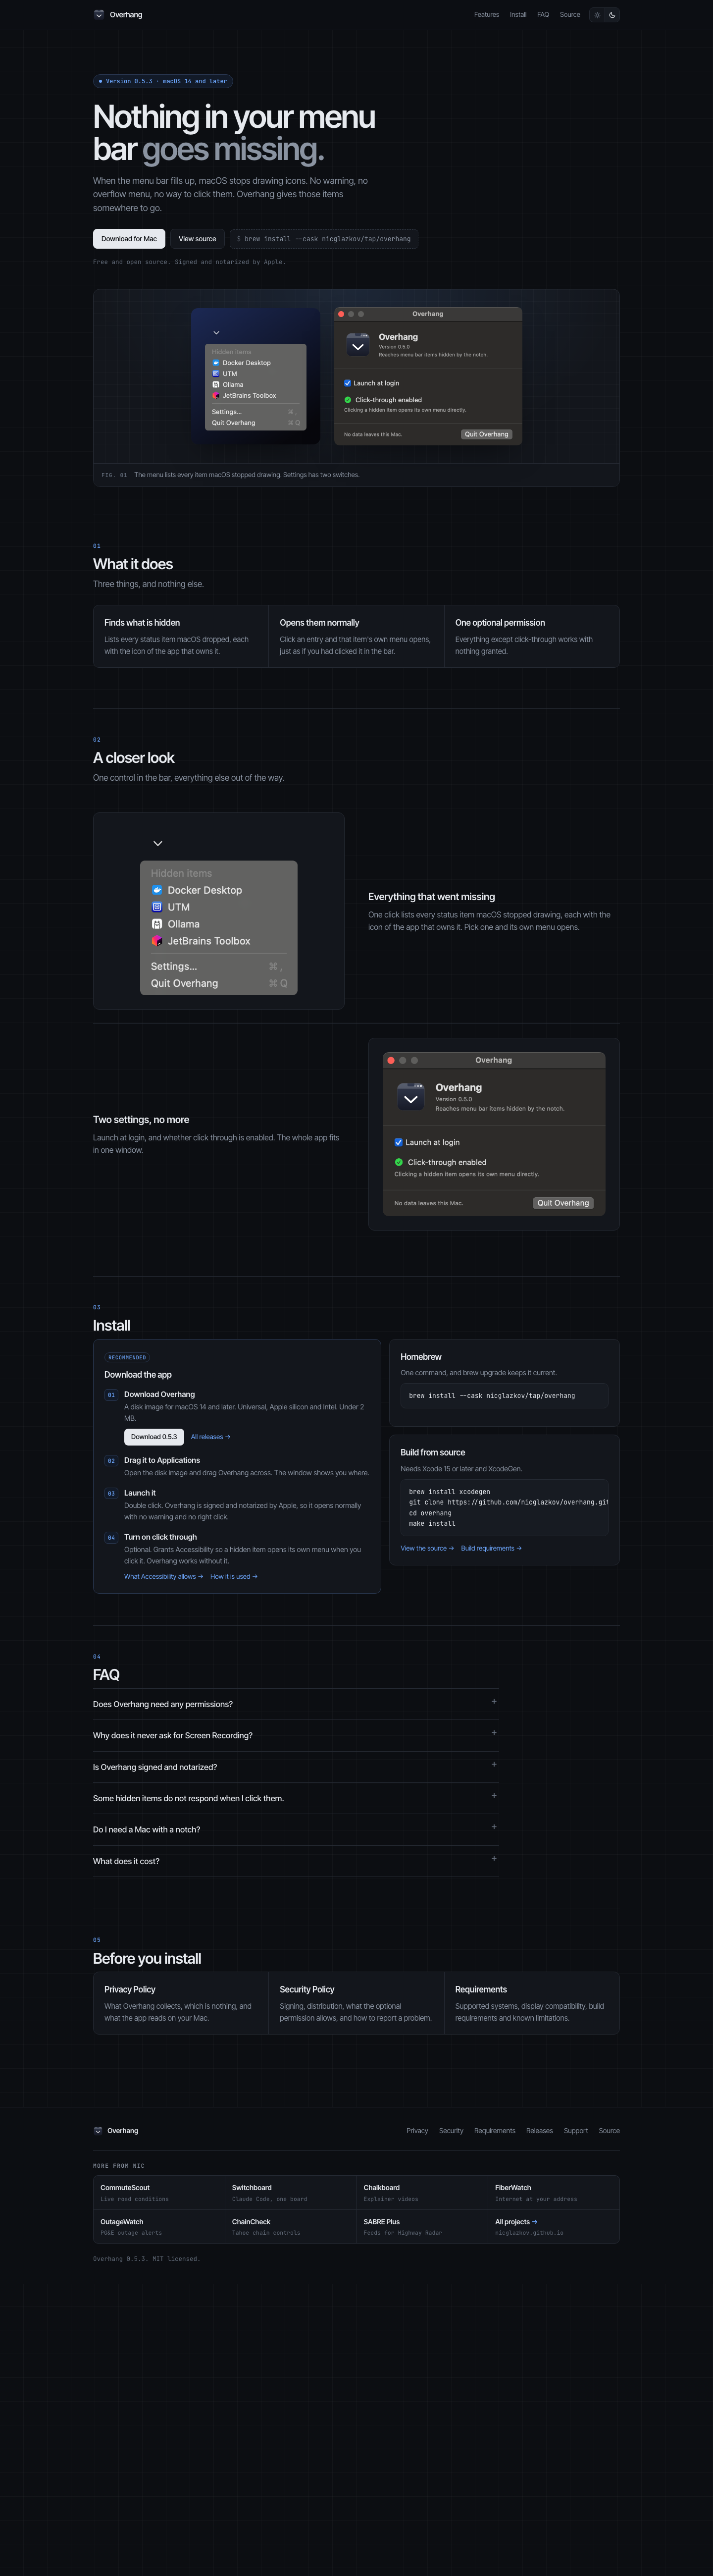 Overhang
Features Install FAQ Source
Version 0.5.3 · macOS 14 and later
Nothing in your menu
bar goes missing.
When the menu bar fills up, macOS stops drawing icons. No warning, no
overflow menu, no way to click them. Overhang gives those items
somewhere to go.
Download for Mac View source $ brew install --cask nicglazkov/tap/overhang
Free and open source. Signed and notarized by Apple.
Hidden items
Docker Desktop
UTM
Ollama
JetBrains Toolbox
Settings... ⌘ ,
Quit Overhang ⌘ Q
Overhang
Overhang
Version 0.5.0
Reaches menu bar items hidden by the notch.
Launch at login
Click-through enabled
Clicking a hidden item opens its own menu directly.
No data leaves this Mac. Quit Overhang
FIG. 01 The menu lists every item macOS stopped drawing. Settings has two switches.
01
What it does
Three things, and nothing else.
Finds what is hidden
Lists every status item macOS dropped, each
with the icon of the app that owns it.
Opens them normally
Click an entry and that item's own menu opens,
just as if you had clicked it in the bar.
One optional permission
Everything except click-through works with
nothing granted.
02
A closer look
One control in the bar, everything else out of the way.
Hidden items
Docker Desktop
UTM
Ollama
JetBrains Toolbox
Settings... ⌘ ,
Quit Overhang ⌘ Q
Everything that went missing
One click lists every status item macOS stopped drawing, each with the
icon of the app that owns it. Pick one and its own menu opens.
Two settings, no more
Launch at login, and whether click through is enabled. The whole app fits
in one window.
Overhang
Overhang
Version 0.5.0
Reaches menu bar items hidden by the notch.
Launch at login
Click-through enabled
Clicking a hidden item opens its own menu directly.
No data leaves this Mac. Quit Overhang
03
Install
RECOMMENDED
Download the app
01 Download Overhang
A disk image for macOS 14 and later. Universal, Apple silicon and Intel. Under 2
MB.
Download 0.5.3 All releases →
02 Drag it to Applications
Open the disk image and drag Overhang across. The window shows you where.
03 Launch it
Double click. Overhang is signed and notarized by Apple, so it opens normally
with no warning and no right click.
04 Turn on click through
Optional. Grants Accessibility so a hidden item opens its own menu when you
click it. Overhang works without it.
What Accessibility allows → How it is used →
Homebrew
One command, and brew upgrade keeps it current.
brew install --cask nicglazkov/tap/overhang
Build from source
Needs Xcode 15 or later and XcodeGen.
brew install xcodegen
git clone https://github.com/nicglazkov/overhang.git
cd overhang
make install
View the source → Build requirements →
04
FAQ
Does Overhang need any permissions? +
Why does it never ask for Screen Recording? +
Is Overhang signed and notarized? +
Some hidden items do not respond when I click them. +
Do I need a Mac with a notch? +
What does it cost? +
05
Before you install
Privacy Policy
What Overhang collects, which is nothing, and
what the app reads on your Mac.
Security Policy
Signing, distribution, what the optional
permission allows, and how to report a problem.
Requirements
Supported systems, display compatibility, build
requirements and known limitations.
Overhang
Privacy Security Requirements Releases Support Source
MORE FROM NIC
CommuteScout
Live road conditions
Switchboard
Claude Code, one board
Chalkboard
Explainer videos
FiberWatch
Internet at your address
OutageWatch
PG&E outage alerts
ChainCheck
Tahoe chain controls
SABRE Plus
Feeds for Highway Radar
All projects →
nicglazkov.github.io
Overhang 0.5.3. MIT licensed.